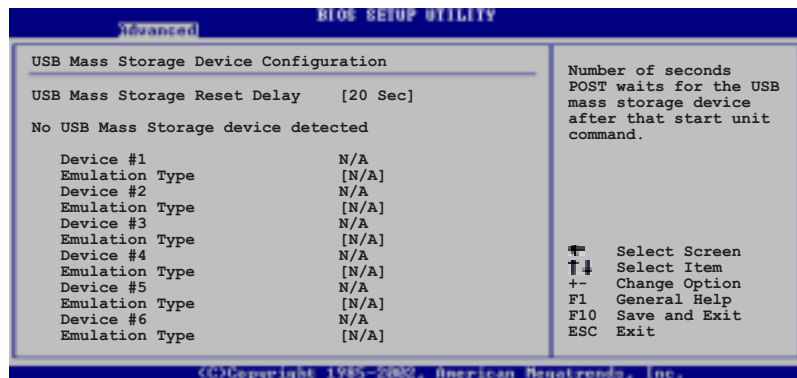 BIOS SETUP UTILITY
Advanced
USB Mass Storage Device Configuration
USB Mass Storage Reset Delay [20 Sec]
No USB Mass Storage device detected
Device #1 N/A
Emulation Type [N/A]
Device #2 N/A
Emulation Type [N/A]
Device #3 N/A
Emulation Type [N/A]
Device #4 N/A
Emulation Type [N/A]
Device #5 N/A
Emulation Type [N/A]
Device #6 N/A
Emulation Type [N/A]
Number of seconds
POST waits for the USB
mass storage device
after that start unit
command.
Select Screen
↑↓ Select Item
+- Change Option
F1 General Help
F10 Save and Exit
ESC Exit
(C)Copyright 1985-2002, American Megatrends, Inc.